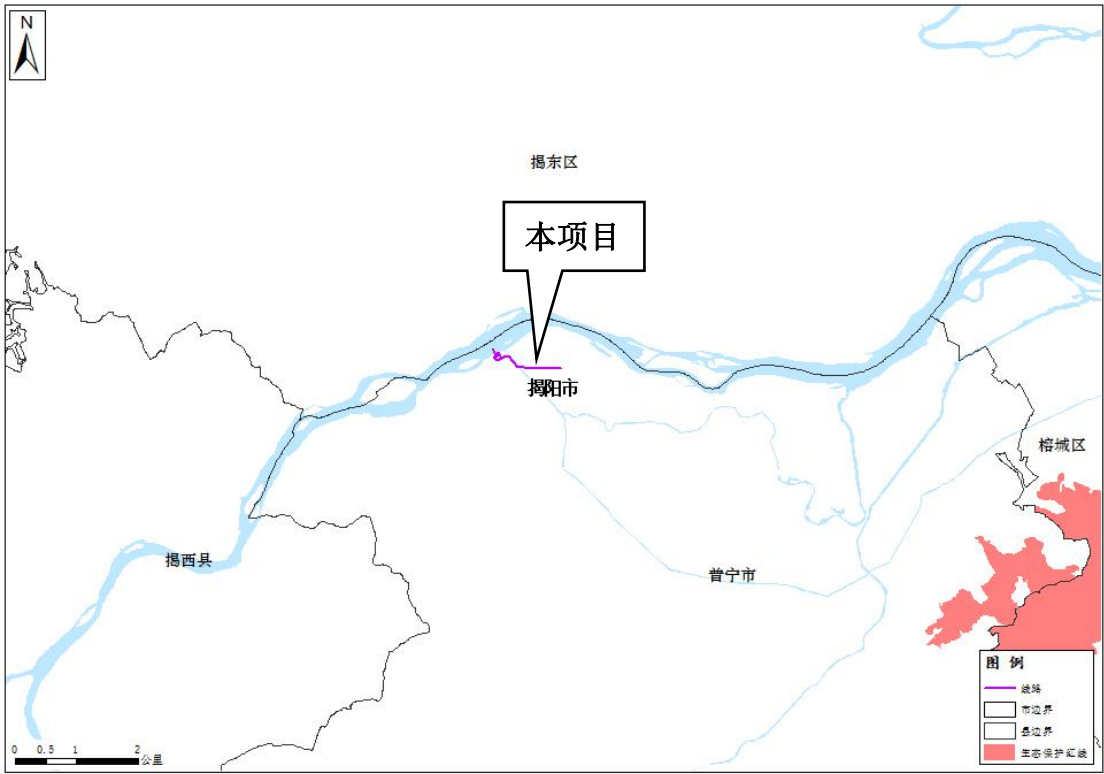 N
揭东区
本项目
揭阳市
榕城区
揭西县
普宁市
图 例
线路
市边界
县边界
生态保护红线
0 0.5 1 2
公里